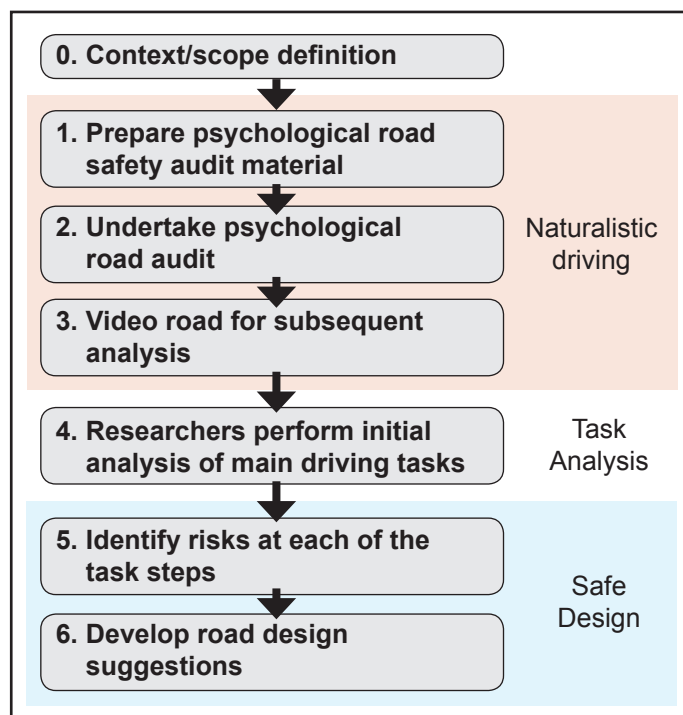 0. Context/scope definition
1. Prepare psychological road
safety audit material
2. Undertake psychological
road audit
3. Video road for subsequent
analysis
Naturalistic
driving
4. Researchers perform initial
analysis of main driving tasks
Task
Analysis
5. Identify risks at each of the
task steps
6. Develop road design
suggestions
Safe
Design